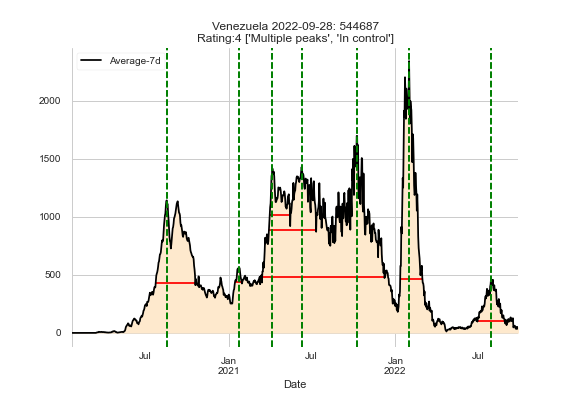 Venezuela 2022-09-28: 544687
Rating:4 ['Multiple peaks', 'In control']
Average-7d
2000
1500
1000
500
0
Jul
Jan
2021
Jul
Jan
2022
Jul
Date